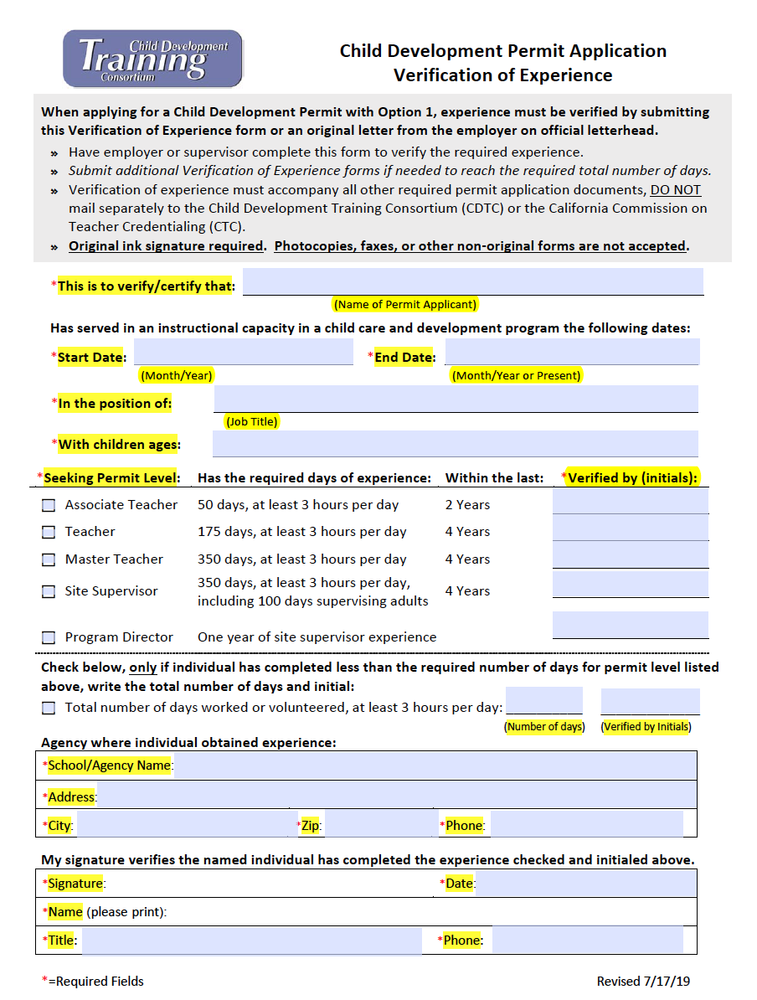 Child Development
Training
Consortium
Child Development Permit Application
Verification of Experience
When applying for a Child Development Permit with Option 1, experience must be verified by submitting
this Verification of Experience form or an original letter from the employer on official letterhead.
» Have employer or supervisor complete this form to verify the required experience.
» Submit additional Verification of Experience forms if needed to reach the required total number of days.
» Verification of experience must accompany all other required permit application documents, DO NOT
mail separately to the Child Development Training Consortium (CDTC) or the California Commission on
Teacher Credentialing (CTC).
» Original ink signature required. Photocopies, faxes, or other non-original forms are not accepted.
*This is to verify/certify that:
(Name of Permit Applicant)
Has served in an instructional capacity in a child care and development program the following dates:
*Start Date: *End Date:
(Month/Year) (Month/Year or Present)
*In the position of:
(Job Title)
*With children ages:
*Seeking Permit Level: Has the required days of experience: Within the last: *Verified by (initials):
Associate Teacher 50 days, at least 3 hours per day 2 Years
Teacher 175 days, at least 3 hours per day 4 Years
Master Teacher 350 days, at least 3 hours per day 4 Years
Site Supervisor 350 days, at least 3 hours per day, 4 Years
including 100 days supervising adults
Program Director One year of site supervisor experience
Check below, only if individual has completed less than the required number of days for permit level listed
above, write the total number of days and initial:
Total number of days worked or volunteered, at least 3 hours per day:
(Number of days) (Verified by Initials)
Agency where individual obtained experience:
*School/Agency Name:
*Address:
*City: *Zip: *Phone:
My signature verifies the named individual has completed the experience checked and initialed above.
*Signature: *Date:
*Name (please print):
*Title: *Phone:
*=Required Fields Revised 7/17/19